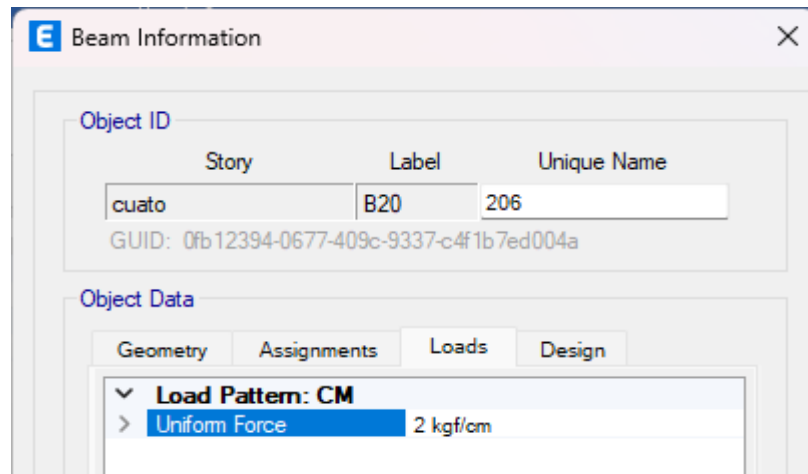 E Beam Information
Object ID
Story Label Unique Name
cuato B20 206
GUID: 0fb12394-0677-409c-9337-c4f1b7ed004a
Object Data
Geometry Assignments Loads Design
Load Pattern: CM
Uniform Force 2 kgf/cm